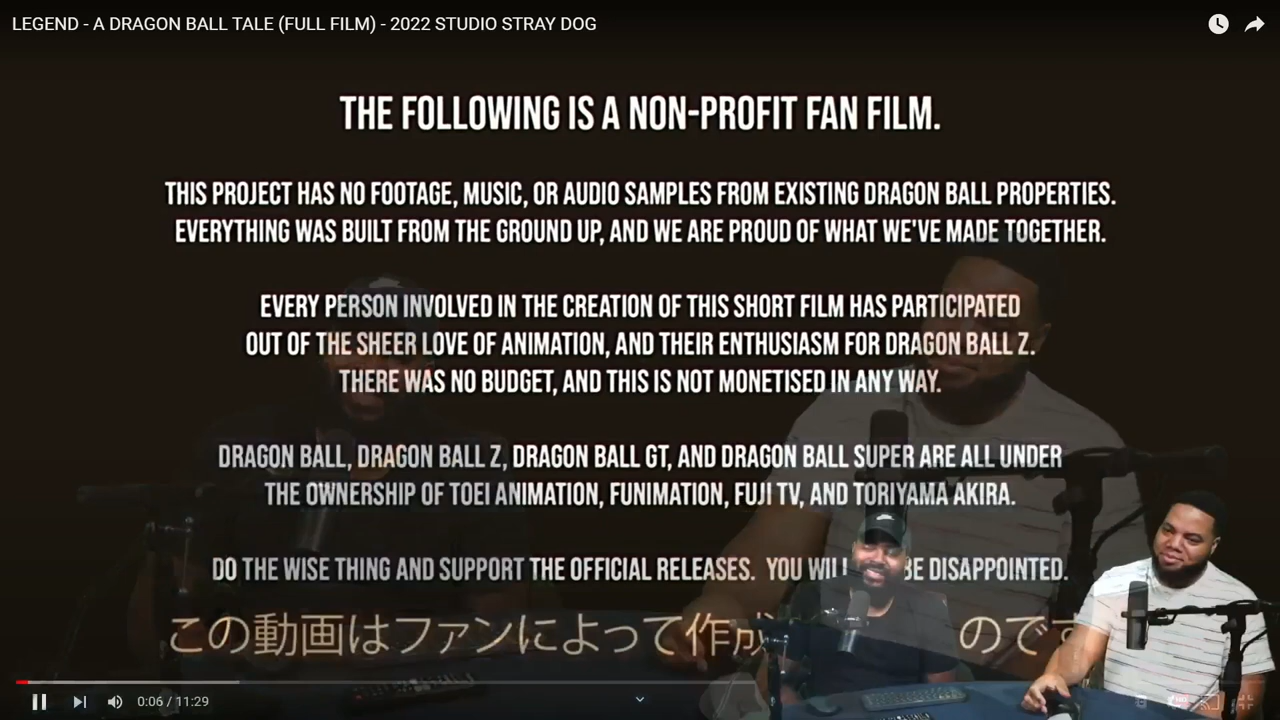 LEGEND - A DRAGON BALL TALE (FULL FILM) - 2022 STUDIO STRAY DOG
THE FOLLOWING IS A NON-PROFIT FAN FILM.
THIS PROJECT HAS NO FOOTAGE, MUSIC, OR AUDIO SAMPLES FROM EXISTING DRAGON BALL PROPERTIES.
EVERYTHING WAS BUILT FROM THE GROUND UP, AND WE ARE PROUD OF WHAT WE'VE MADE TOGETHER.
EVERY PERSON INVOLVED IN THE CREATION OF THIS SHORT FILM HAS PARTICIPATED
OUT OF THE SHEER LOVE OF ANIMATION, AND THEIR ENTHUSIASM FOR DRAGON BALL Z.
THERE WAS NO BUDGET, AND THIS IS NOT MONETISED IN ANY WAY.
DRAGON BALL, DRAGON BALL Z, DRAGON BALL GT, AND DRAGON BALL SUPER ARE ALL UNDER
THE OWNERSHIP OF TOEI ANIMATION, FUNIMATION, FUJI TV, AND TORIYAMA AKIRA.
DO THE WISE THING AND SUPPORT THE OFFICIAL RELEASES. YOU WILL BE DISAPPOINTED.
この動画はファンによって作成 のです
0:06 / 11:29